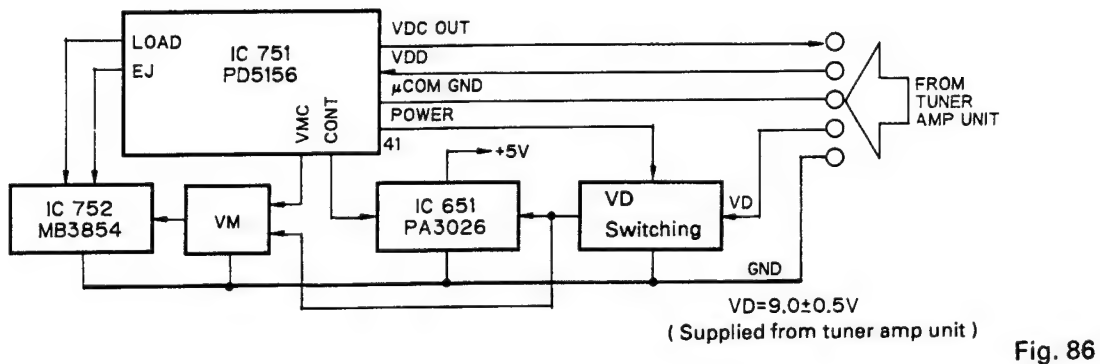 LOAD
EJ
IC 751
PD5156
VMC
CONT
VDC OUT
VDD
μCOM GND
POWER
41
FROM
TUNER
AMP UNIT
+5V
IC 752
MB3854
VM
IC 651
PA3026
VD
Switching
VD
GND
VD=9.0±0.5V
( Supplied from tuner amp unit )
Fig. 86